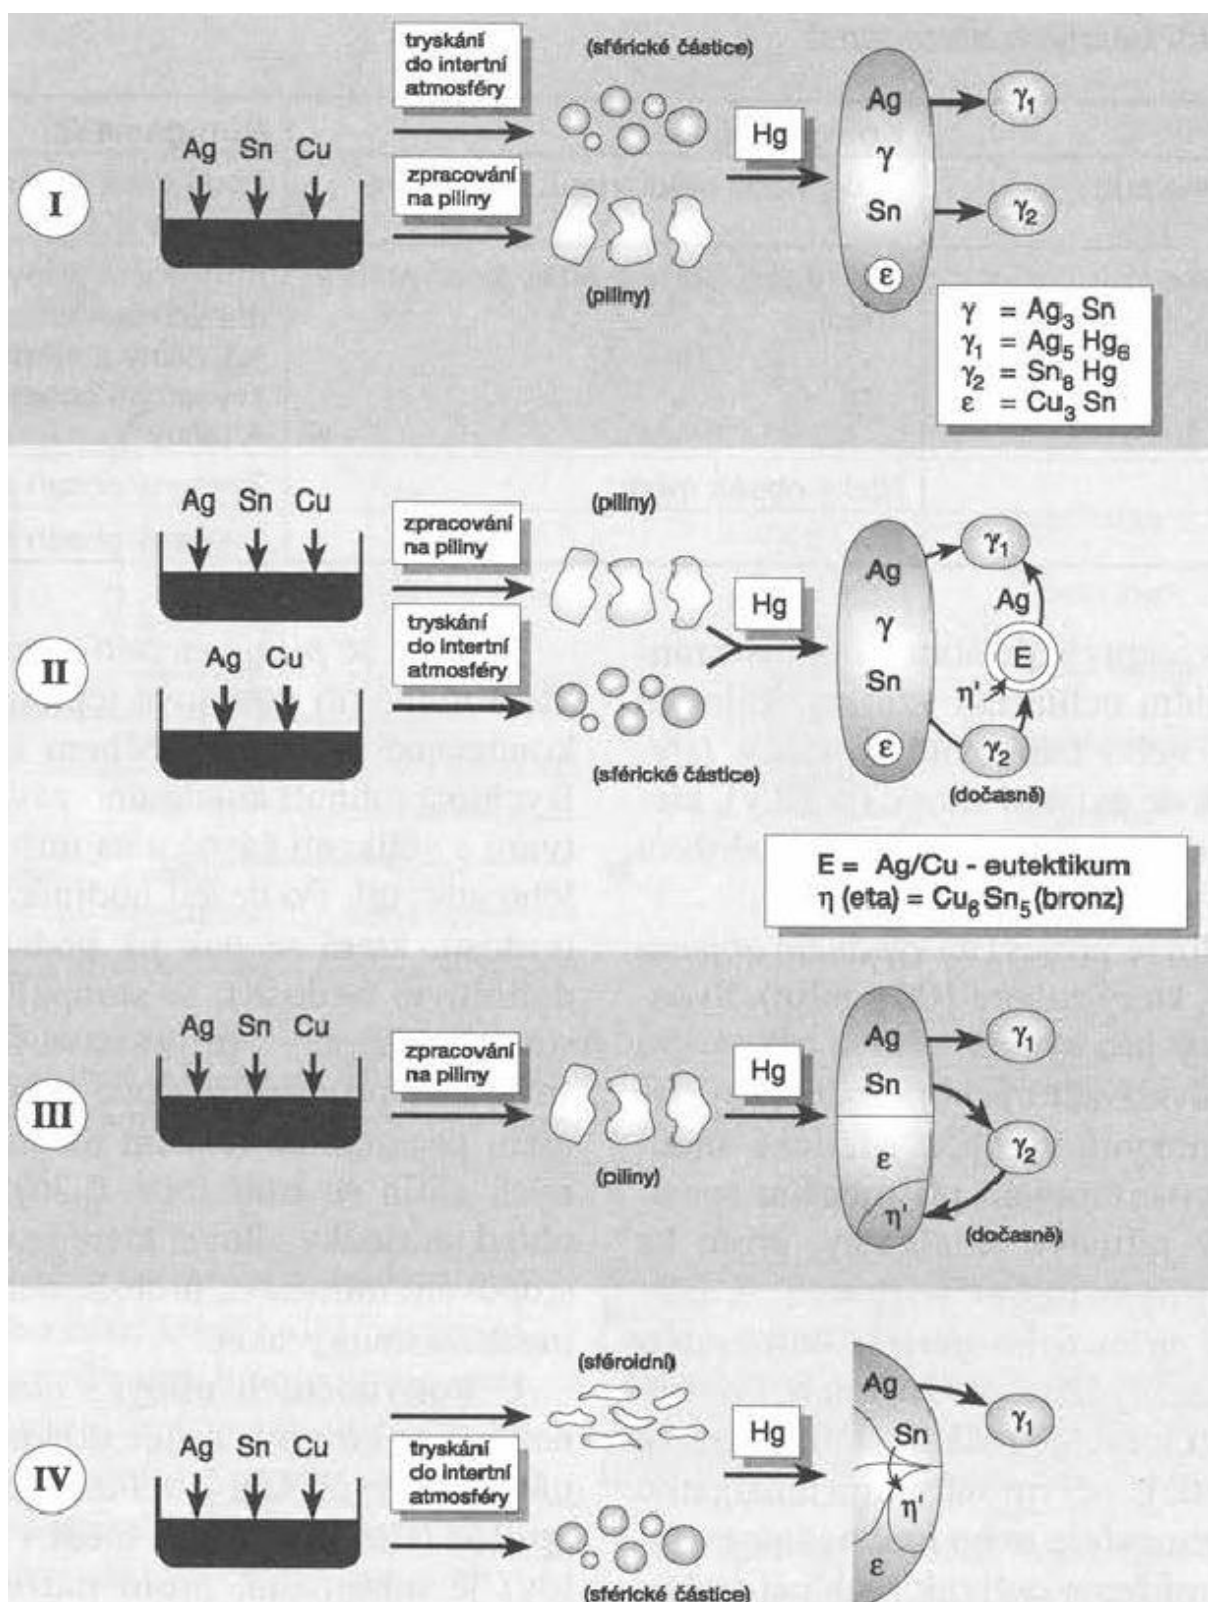 tryskání
do intertní
atmosféry
(sférické částice)
Ag Sn Cu
zpracování
na piliny
(piliny)
Hg
Ag
γ
Sn
ε
γ1
γ2
I
γ = Ag3 Sn
γ1 = Ag5 Hg6
γ2 = Sn8 Hg
ε = Cu3 Sn
II
Ag Sn Cu
zpracování
na piliny
(piliny)
Ag Cu
tryskání
do intertní
atmosféry
(sférické částice)
Hg
Ag
γ
Sn
ε
γ1
Ag
E
η'
γ2
(dočasně)
E = Ag/Cu - eutektikum
η (eta) = Cu6 Sn5 (bronz)
III
Ag Sn Cu
zpracování
na piliny
(piliny)
Hg
Ag
Sn
ε
η'
γ1
γ2
(dočasně)
IV
Ag Sn Cu
(sféroidní)
tryskání
do intertní
atmosféry
(sférické částice)
Hg
Ag
Sn
η'
ε
γ1